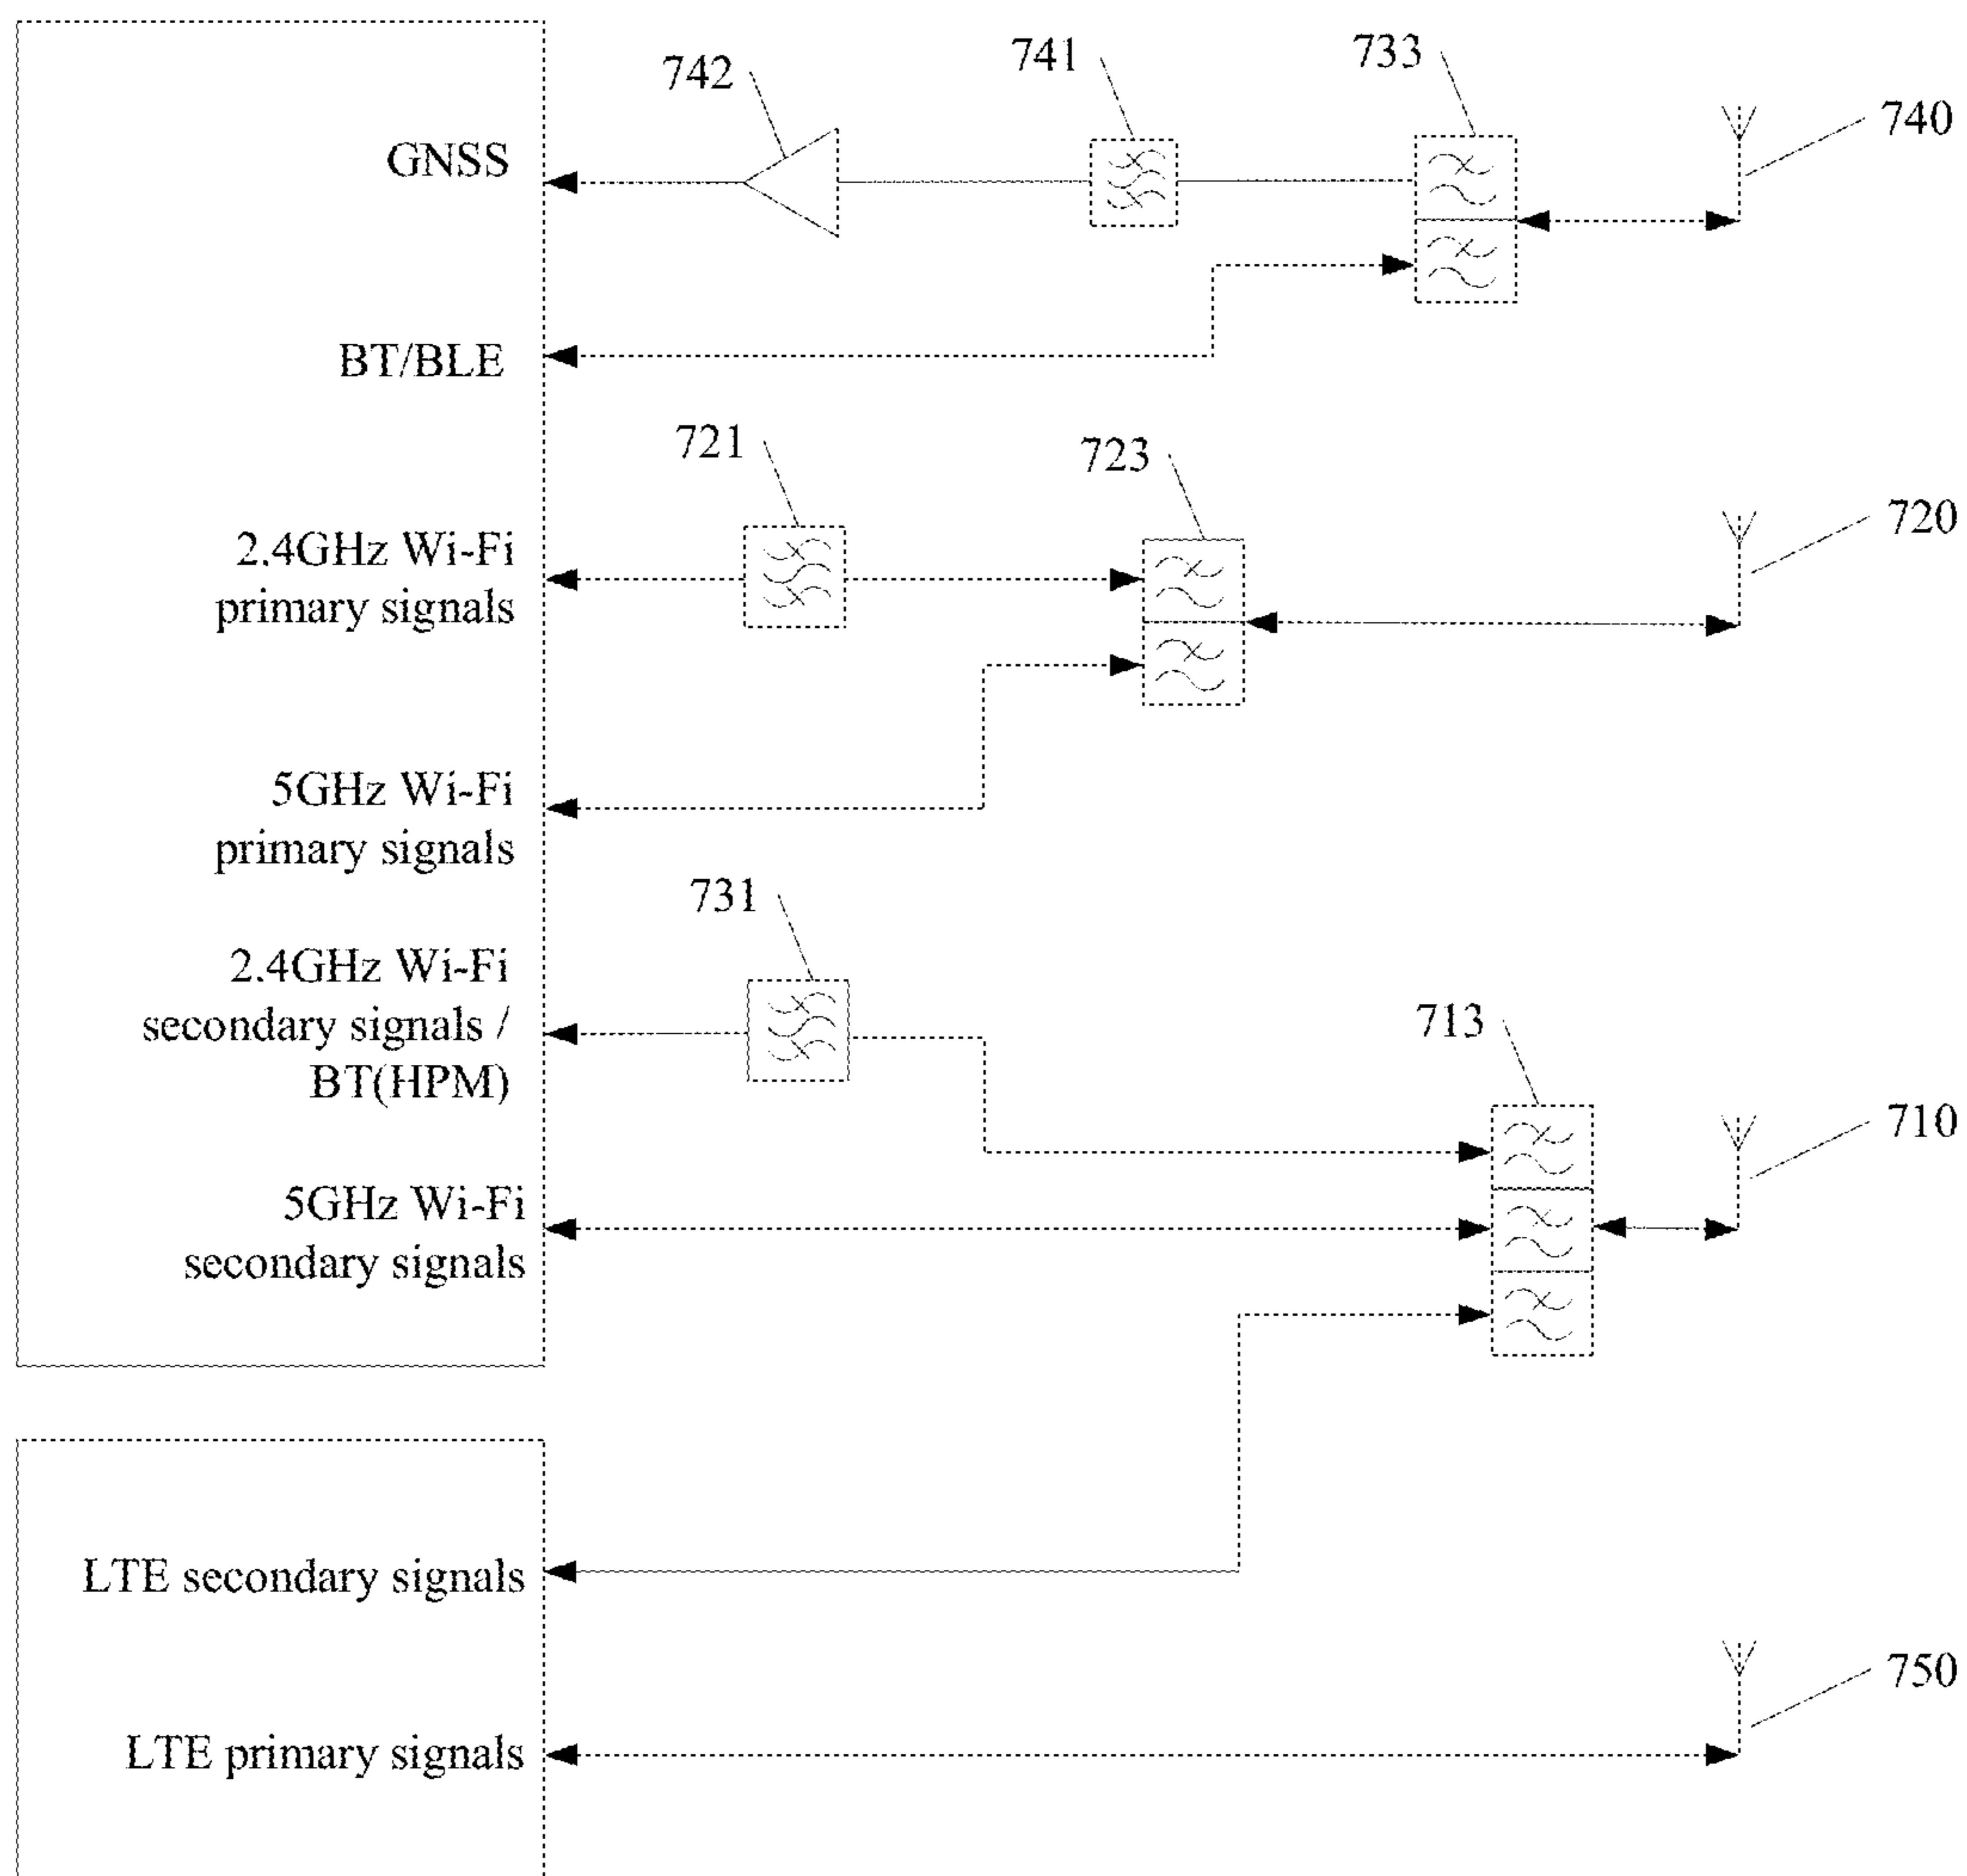 742
741
733
740
GNSS
BT/BLE
721
723
720
2.4GHz Wi-Fi
primary signals
5GHz Wi-Fi
primary signals
731
2.4GHz Wi-Fi
secondary signals /
BT(HPM)
713
710
5GHz Wi-Fi
secondary signals
LTE secondary signals
750
LTE primary signals